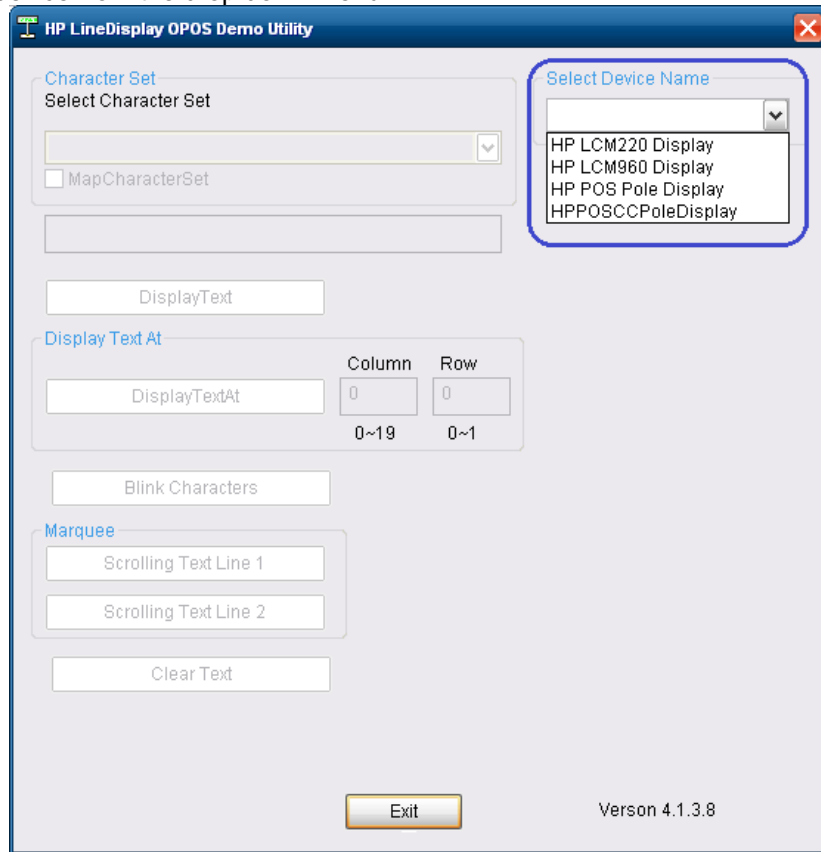 HP LineDisplay OPOS Demo Utility
Character Set
Select Character Set
MapCharacterSet
Select Device Name
HP LCM220 Display
HP LCM960 Display
HP POS Pole Display
HPPOSCCPoleDisplay
DisplayText
Display Text At
Column Row
DisplayTextAt
0 0
0~19 0~1
Blink Characters
Marquee
Scrolling Text Line 1
Scrolling Text Line 2
Clear Text
Exit
Verson 4.1.3.8